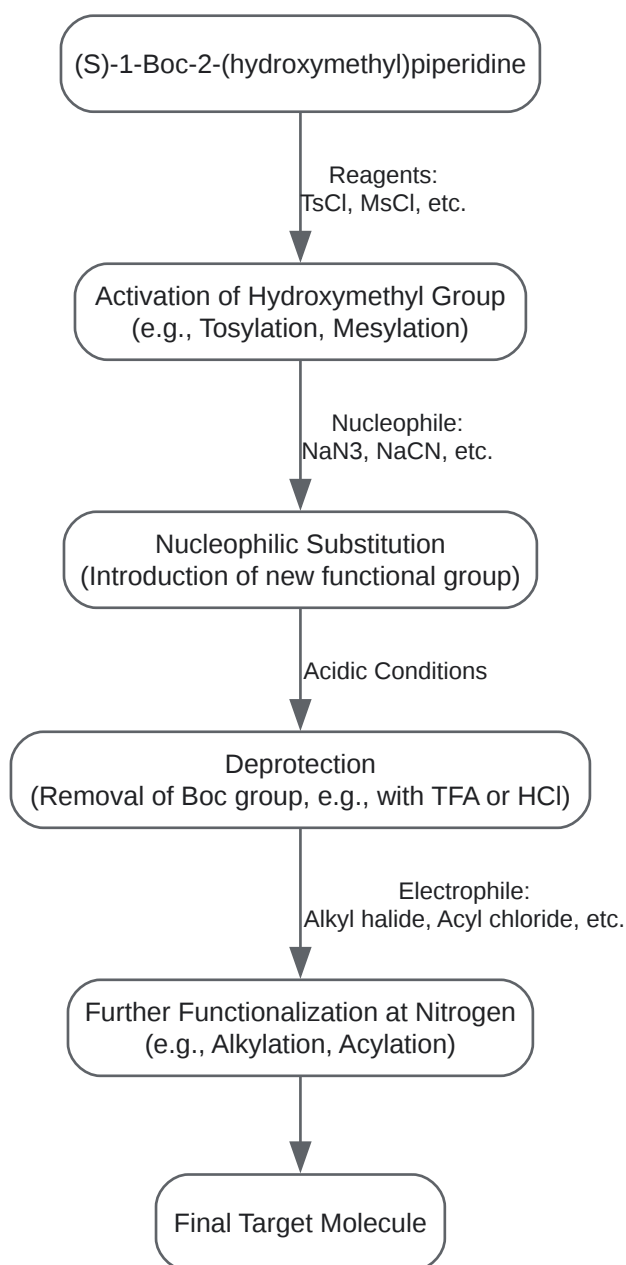 (S)-1-Boc-2-(hydroxymethyl)piperidine
Reagents:
TsCl, MsCl, etc.
Activation of Hydroxymethyl Group
(e.g., Tosylation, Mesylation)
Nucleophile:
NaN3, NaCN, etc.
Nucleophilic Substitution
(Introduction of new functional group)
Acidic Conditions
Deprotection
(Removal of Boc group, e.g., with TFA or HCl)
Electrophile:
Alkyl halide, Acyl chloride, etc.
Further Functionalization at Nitrogen
(e.g., Alkylation, Acylation)
Final Target Molecule